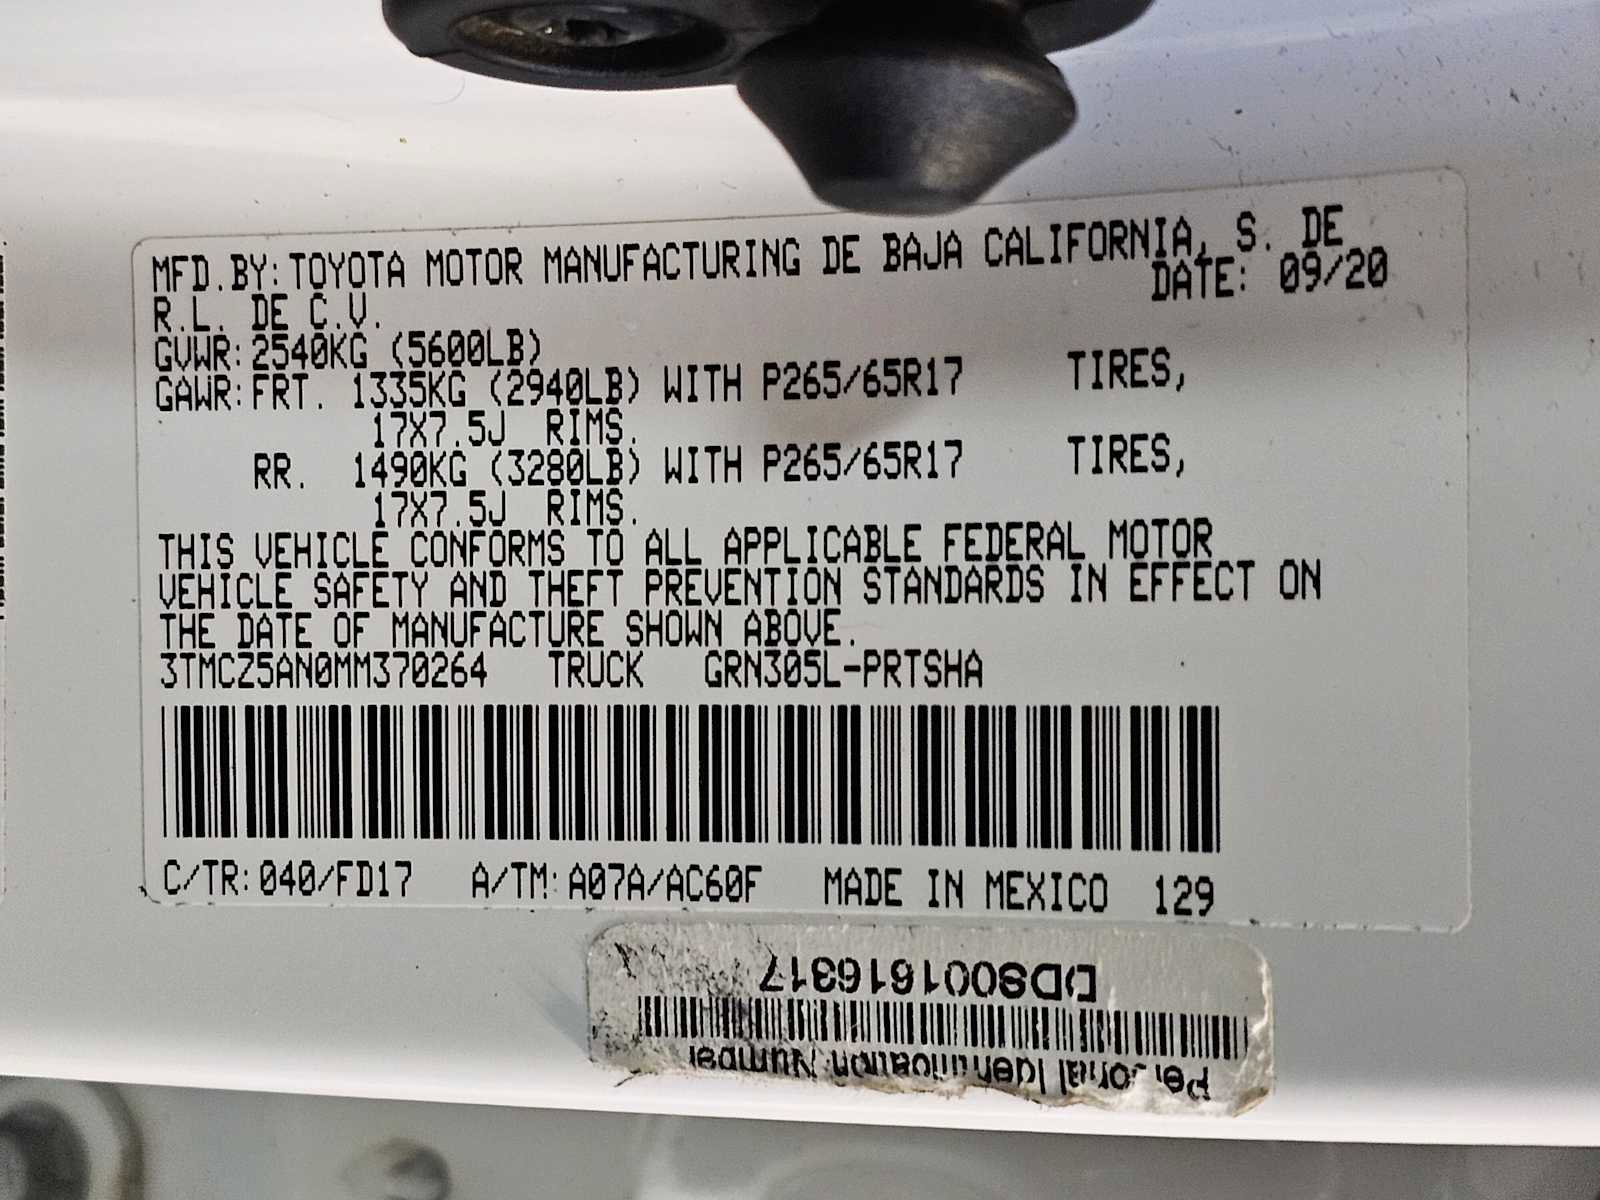 MFD.BY:TOYOTA MOTOR MANUFACTURING DE BAJA CALIFORNIA, S. DE
R.L. DE C.V. DATE: 09/20
GVWR:2540KG (5600LB)
GAWR:FRT. 1335KG (2940LB) WITH P265/65R17 TIRES,
17X7.5J RIMS.
RR. 1490KG (3280LB) WITH P265/65R17 TIRES,
17X7.5J RIMS.
THIS VEHICLE CONFORMS TO ALL APPLICABLE FEDERAL MOTOR
VEHICLE SAFETY AND THEFT PREVENTION STANDARDS IN EFFECT ON
THE DATE OF MANUFACTURE SHOWN ABOVE.
3TMCZ5AN0MM370264 TRUCK GRN305L-PRTSHA
C/TR:040/FD17 A/TM:A07A/AC60F MADE IN MEXICO 129
Personal Identification Number
DDS001616317